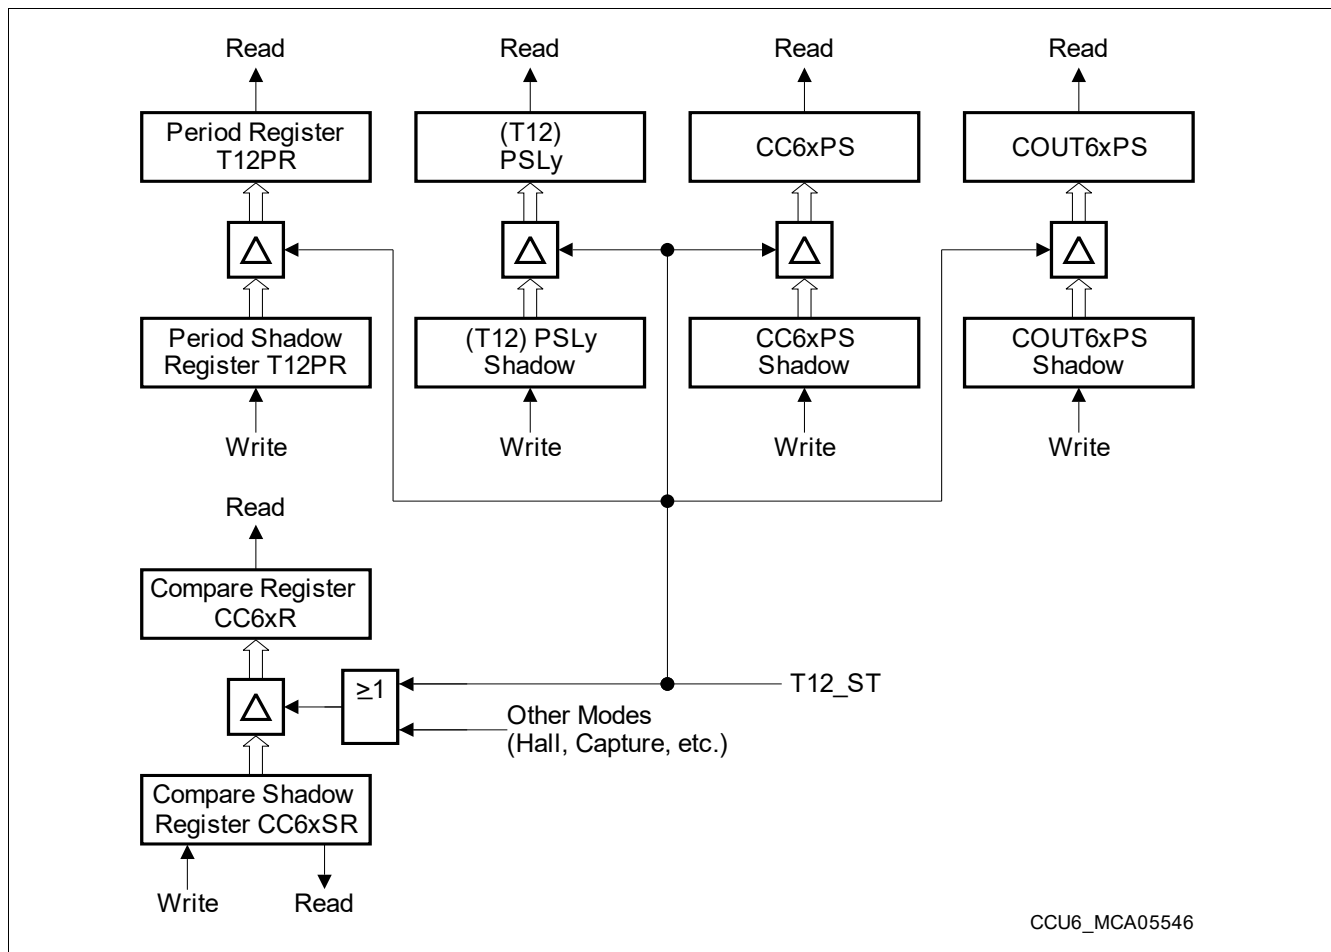 Read
Read
Read
Read
Period Register
T12PR
(T12)
PSLy
CC6xPS
COUT6xPS
Period Shadow
Register T12PR
(T12) PSLy
Shadow
CC6xPS
Shadow
COUT6xPS
Shadow
Write
Write
Write
Write
Read
Compare Register
CC6xR
≥1
T12_ST
Other Modes
(Hall, Capture, etc.)
Compare Shadow
Register CC6xSR
Write
Read
CCU6_MCA05546